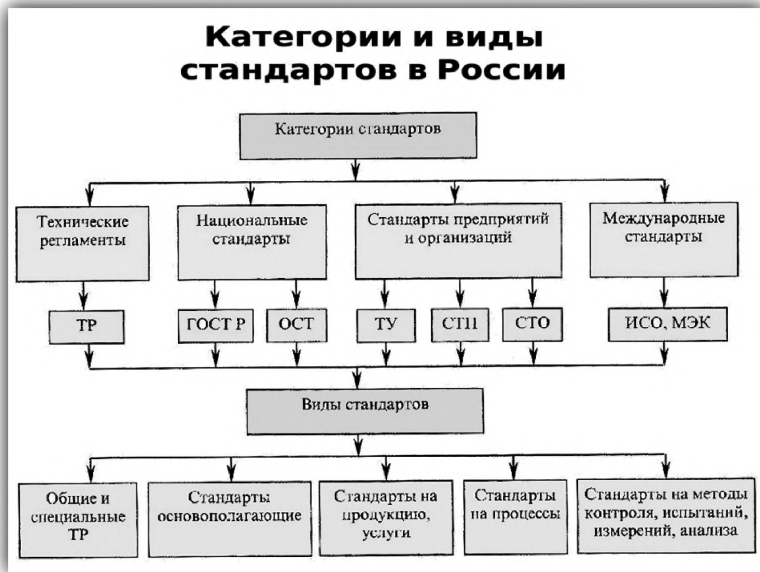 Категории и виды
стандартов в России
Категории стандартов
Технические
регламенты
Национальные
стандарты
Стандарты предприятий
и организаций
Международные
стандарты
ТР
ГОСТ Р
ОСТ
ТУ
СТП
СТО
ИСО, МЭК
Виды стандартов
Общие и
специальные
ТР
Стандарты
основополагающие
Стандарты на
продукцию,
услуги
Стандарты
на процессы
Стандарты на методы
контроля, испытаний,
измерений, анализа